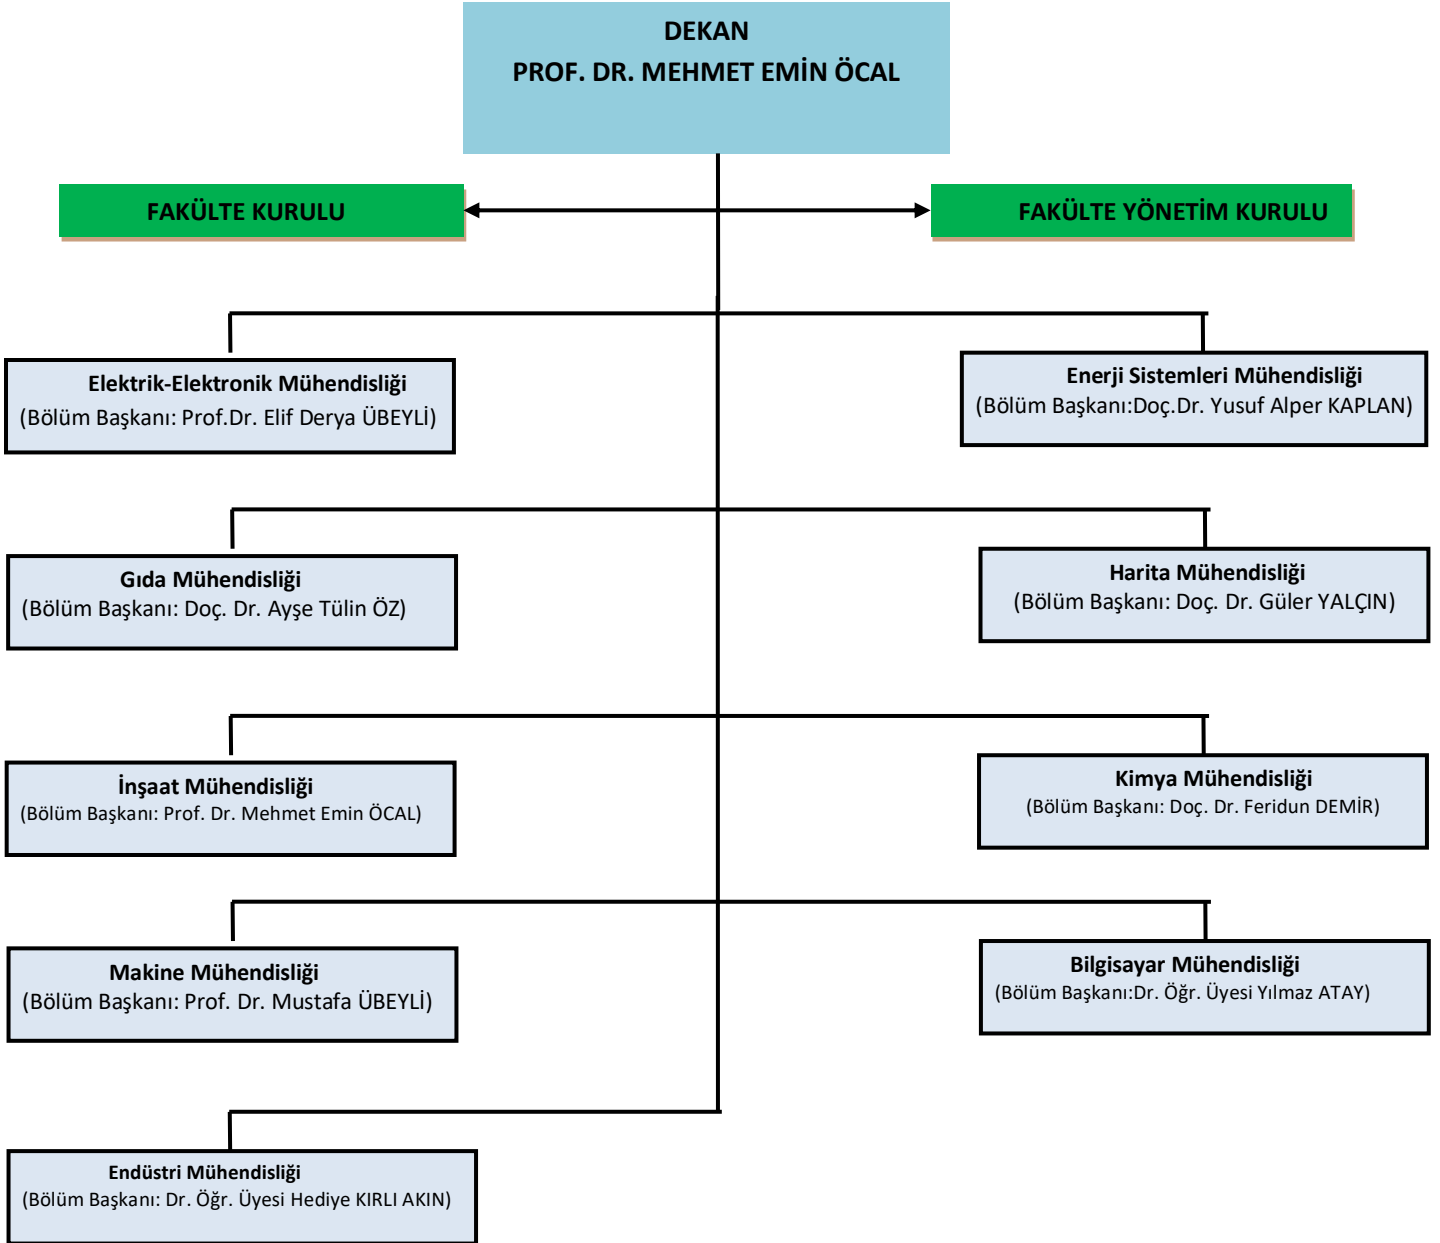 DEKAN
PROF. DR. MEHMET EMİN ÖCAL
FAKÜLTE KURULU
FAKÜLTE YÖNETİM KURULU
Elektrik-Elektronik Mühendisliği
(Bölüm Başkanı: Prof.Dr. Elif Derya ÜBEYLİ)
Enerji Sistemleri Mühendisliği
(Bölüm Başkanı:Doç.Dr. Yusuf Alper KAPLAN)
Gıda Mühendisliği
(Bölüm Başkanı: Doç. Dr. Ayşe Tülin ÖZ)
Harita Mühendisliği
(Bölüm Başkanı: Doç. Dr. Güler YALÇIN)
İnşaat Mühendisliği
(Bölüm Başkanı: Prof. Dr. Mehmet Emin ÖCAL)
Kimya Mühendisliği
(Bölüm Başkanı: Doç. Dr. Feridun DEMİR)
Makine Mühendisliği
(Bölüm Başkanı: Prof. Dr. Mustafa ÜBEYLİ)
Bilgisayar Mühendisliği
(Bölüm Başkanı:Dr. Öğr. Üyesi Yılmaz ATAY)
Endüstri Mühendisliği
(Bölüm Başkanı: Dr. Öğr. Üyesi Hediye KIRLI AKIN)